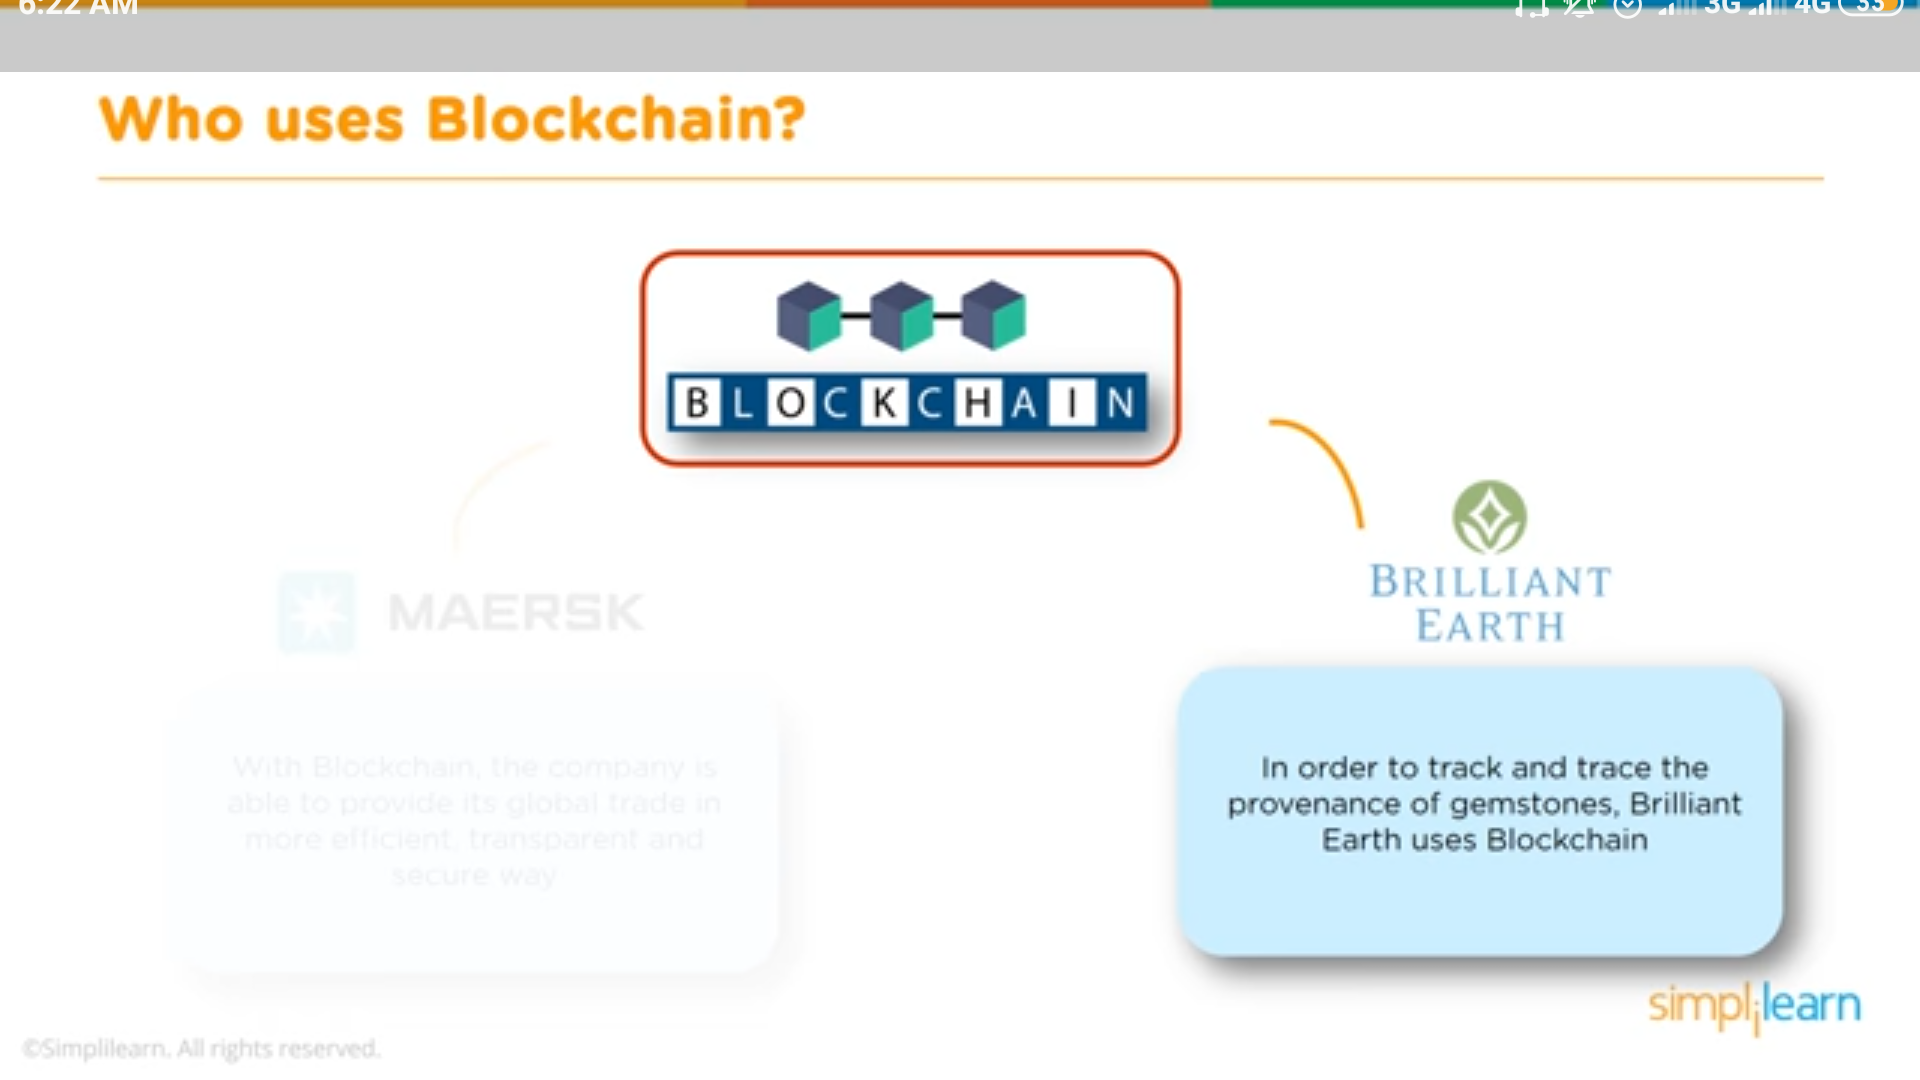 6:22 AM
3G 4G 33
Who uses Blockchain?
BLOCKCHAIN
MAERSK
BRILLIANT
EARTH
With Blockchain, the company is
able to provide its global trade in
more efficient, transparent and
secure way
In order to track and trace the
provenance of gemstones, Brilliant
Earth uses Blockchain
simplilearn
©Simplilearn. All rights reserved.